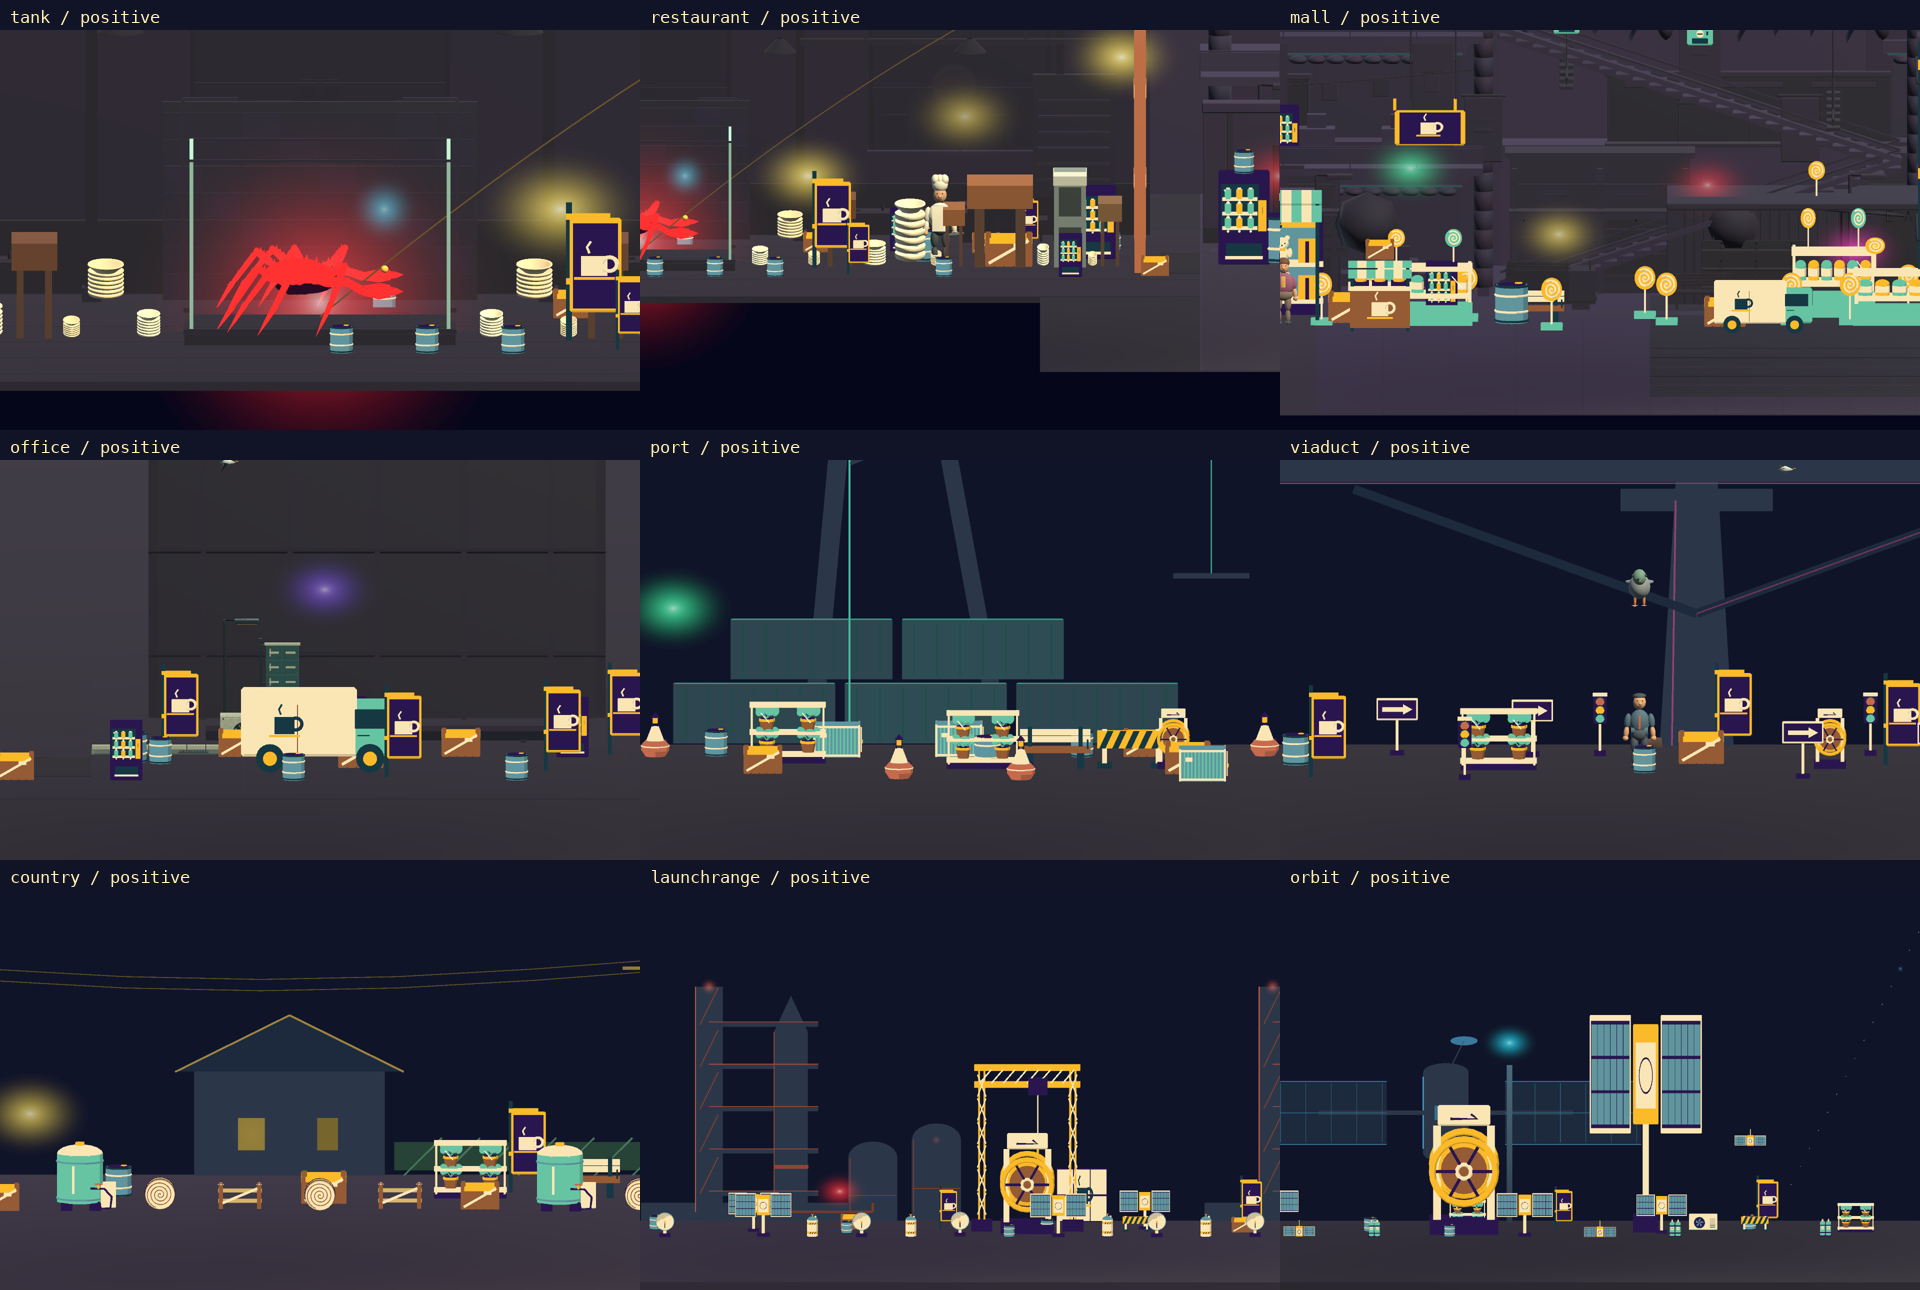 tank / positive
restaurant / positive
mall / positive
office / positive
port / positive
viaduct / positive
country / positive
launchrange / positive
orbit / positive